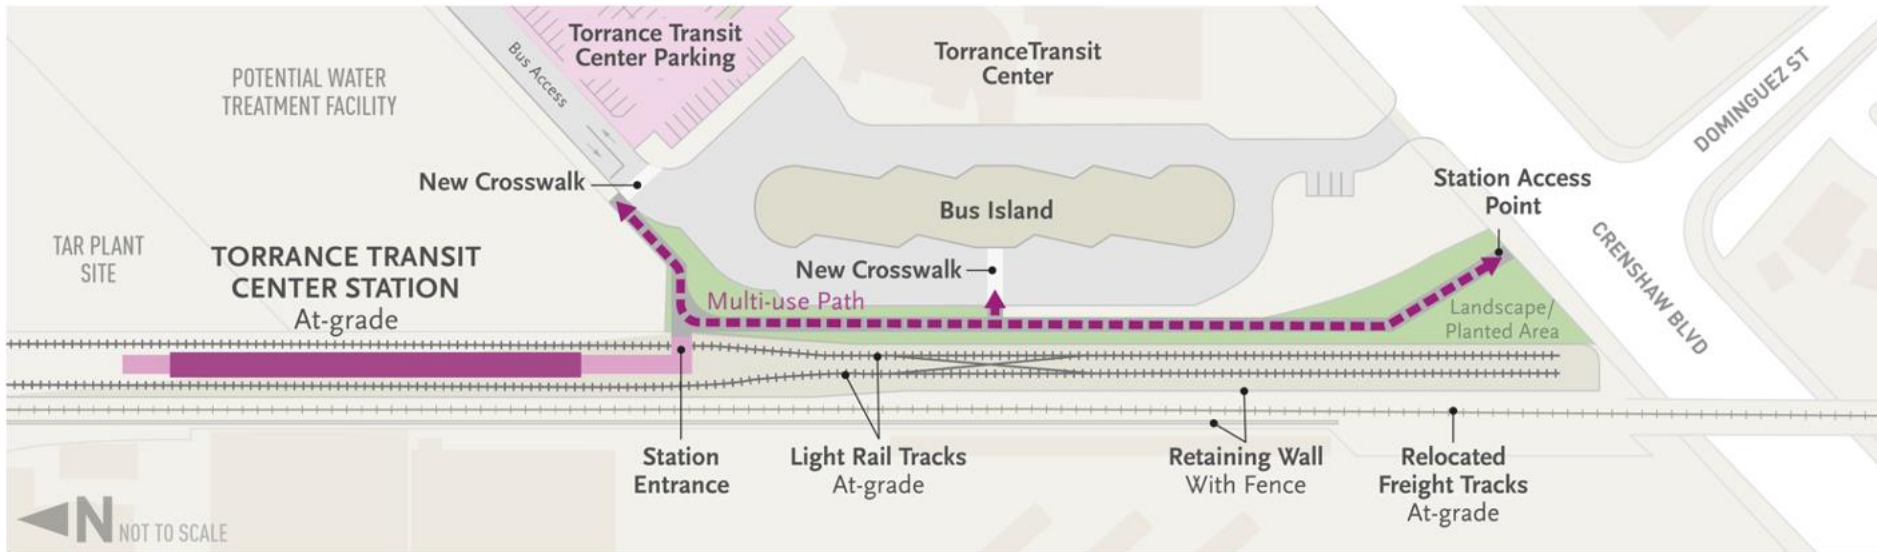 Torrance Transit
Center Parking
TorranceTransit
Center
Bus Access
POTENTIAL WATER
TREATMENT FACILITY
DOMINGUEZ ST
New Crosswalk
Station Access
Point
Bus Island
CRENSHAW BLVD
TAR PLANT
SITE
TORRANCE TRANSIT
CENTER STATION
At-grade
New Crosswalk
Multi-use Path
Landscape/
Planted Area
Station
Entrance
Light Rail Tracks
At-grade
Retaining Wall
With Fence
Relocated
Freight Tracks
At-grade
N NOT TO SCALE